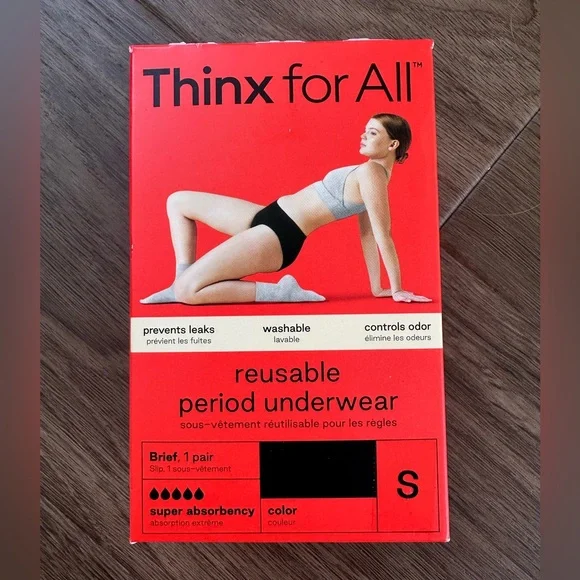 Thinx for All™
prevents leaks
prévient les fuites
washable
lavable
controls odor
élimine les odeurs
reusable
period underwear
sous-vêtement réutilisable pour les règles
Brief, 1 pair
Slip, 1 sous-vêtement
super absorbency
absorption extrême
color
couleur
S